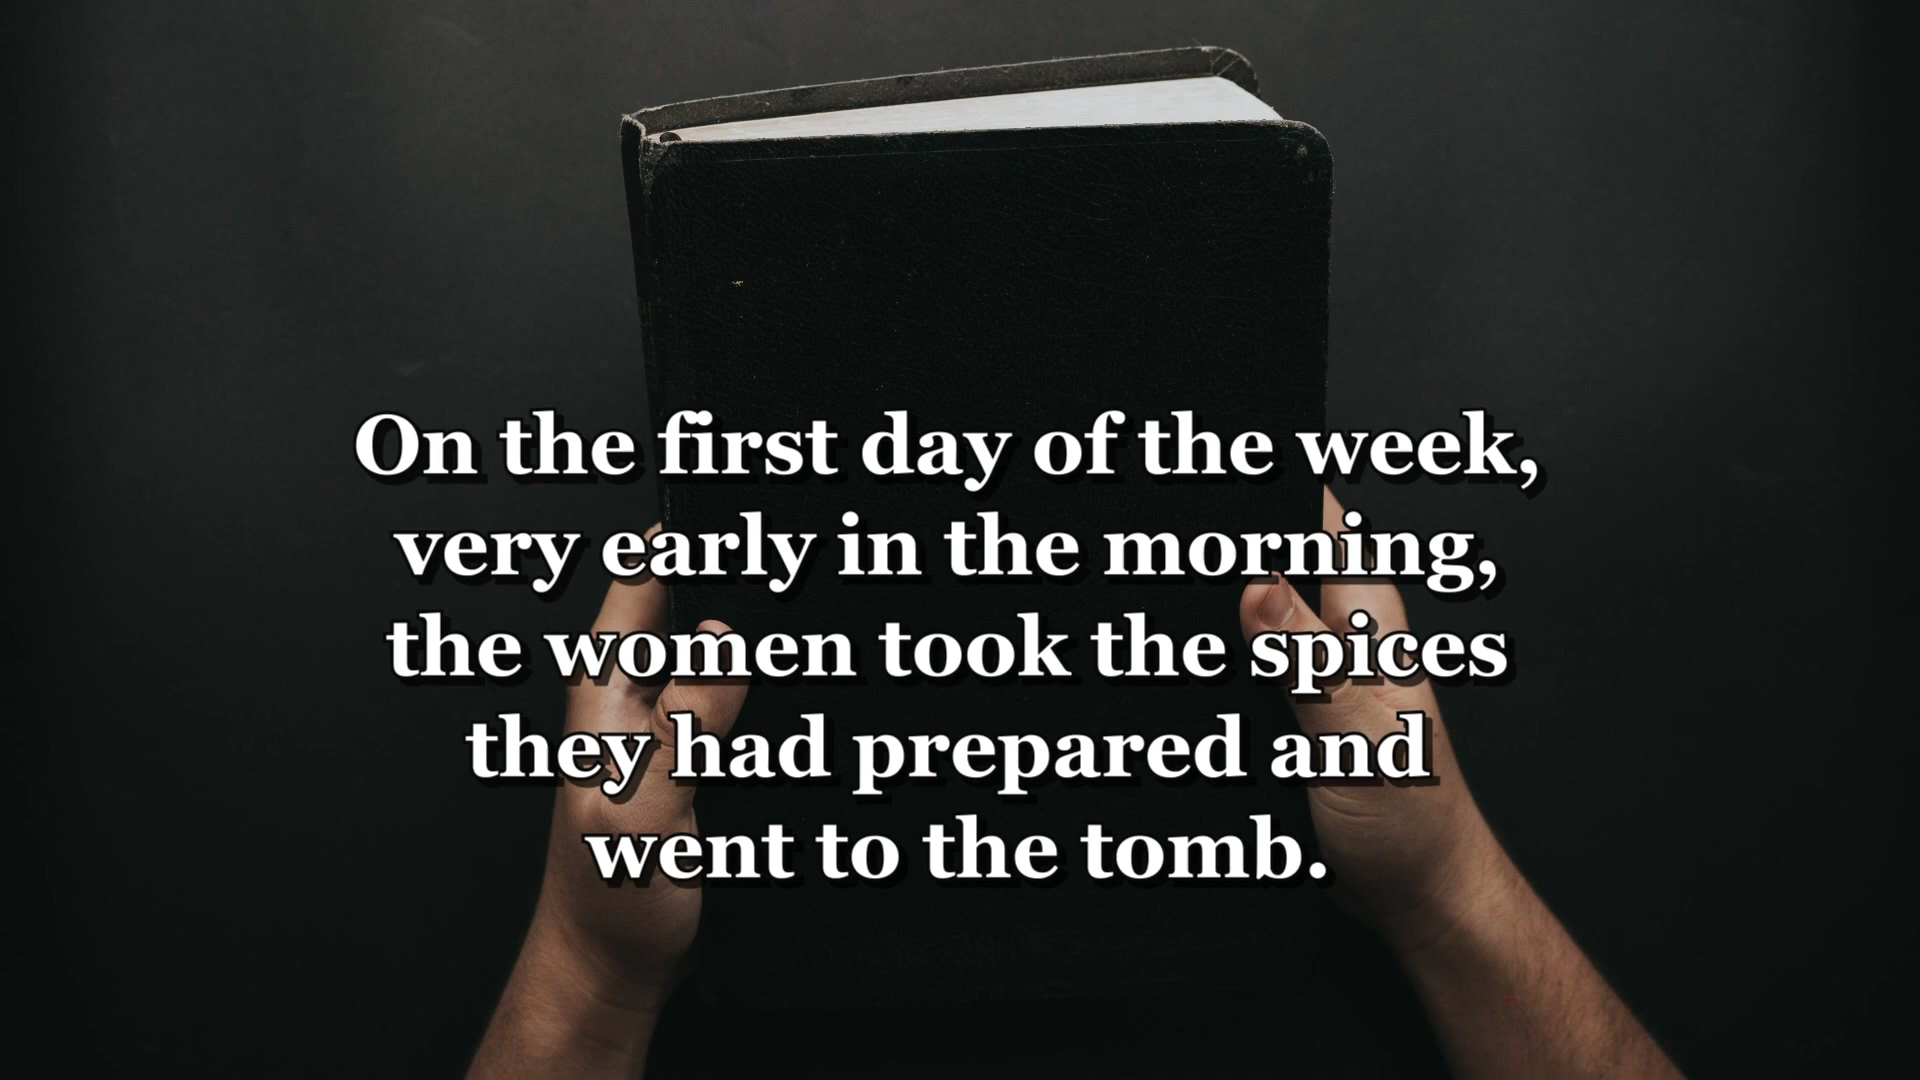 On the first day of the week,
very early in the morning,
the women took the spices
they had prepared and
went to the tomb.